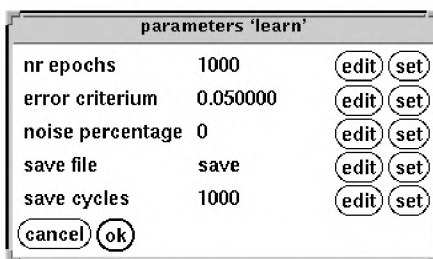 parameters ‘learn’
nr epochs 1000 edit set
error criterium 0.050000 edit set
noise percentage 0 edit set
save file save edit set
save cycles 1000 edit set
cancel ok